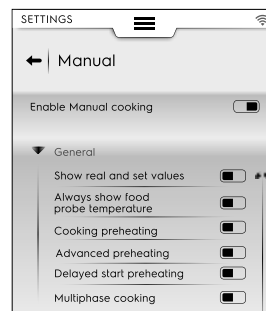 SETTINGS
Manual
Enable Manual cooking
General
Show real and set values
Always show food
probe temperature
Cooking preheating
Advanced preheating
Delayed start preheating
Multiphase cooking